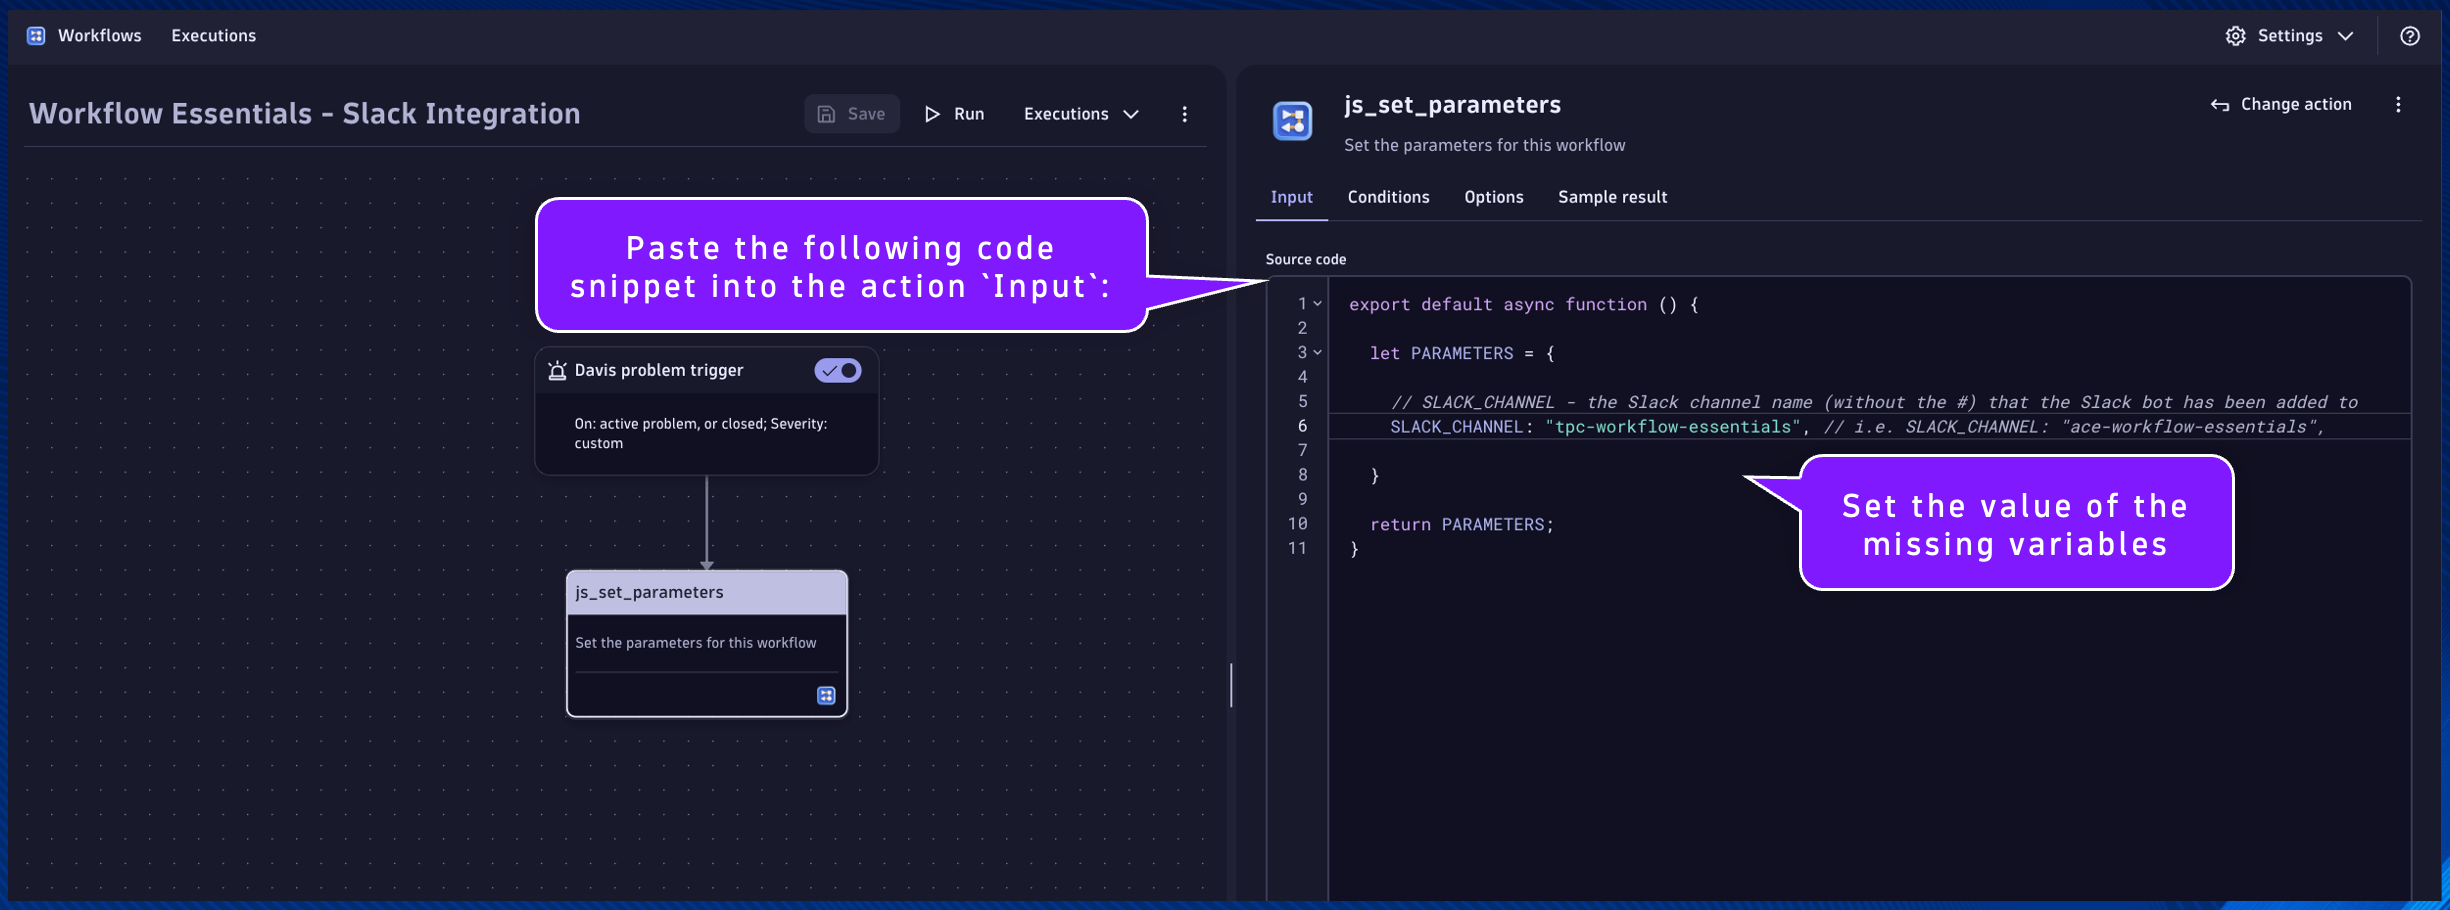 Workflows Executions Settings
Workflow Essentials - Slack Integration
Save Run Executions
Paste the following code
snippet into the action `Input`:
Davis problem trigger
On: active problem, or closed; Severity:
custom
js_set_parameters
Set the parameters for this workflow
js_set_parameters
Set the parameters for this workflow
Change action
Input Conditions Options Sample result
Source code
1 export default async function () {
2
3 let PARAMETERS = {
4
5 // SLACK_CHANNEL - the Slack channel name (without the #) that the Slack bot has been added to
6 SLACK_CHANNEL: "tpc-workflow-essentials", // i.e. SLACK_CHANNEL: "ace-workflow-essentials",
7
8 }
9
10 return PARAMETERS;
11 }
Set the value of the
missing variables